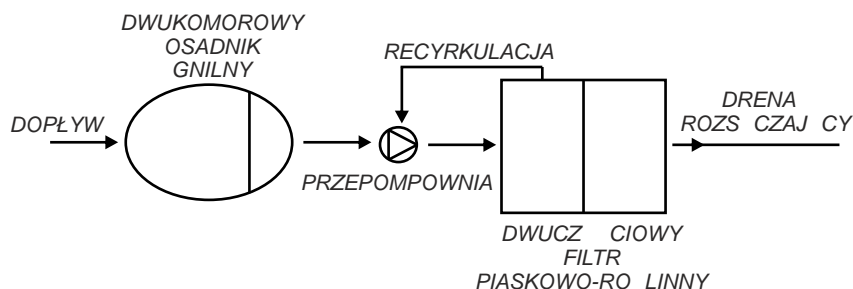 DWUKOMOROWY
OSADNIK
GNILNY
RECYRKULACJA
DOPŁYW
DRENA
ROZS CZAJ CY
PRZEPOMPOWNIA
DWUCZ CIOWY
FILTR
PIASKOWO-RO LINNY